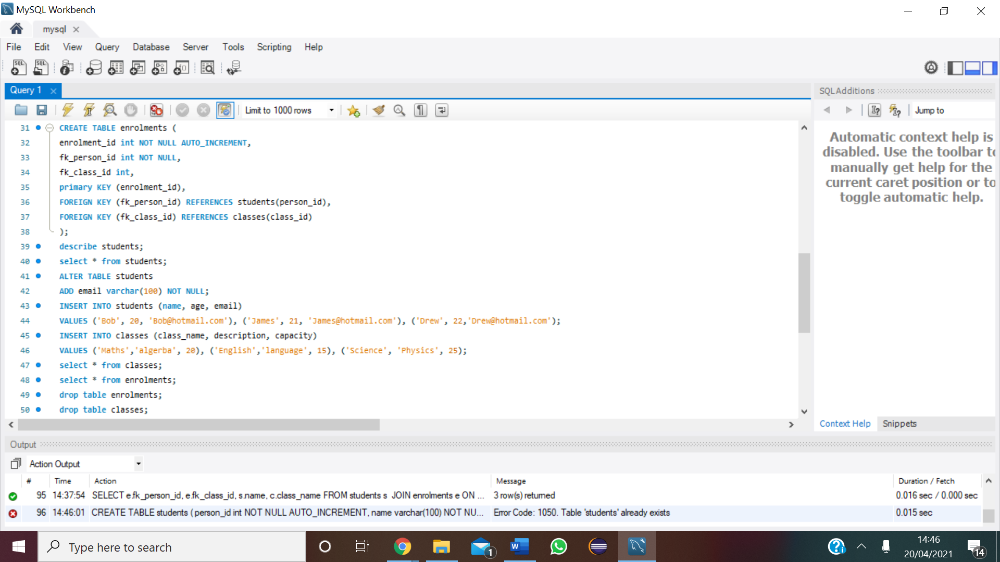 MySQL Workbench
mysql
File Edit View Query Database Server Tools Scripting Help
Query 1
SQLAdditions
Limit to 1000 rows
Jump to
31 CREATE TABLE enrolments (
32 enrolment_id int NOT NULL AUTO_INCREMENT,
33 fk_person_id int NOT NULL,
34 fk_class_id int,
35 primary KEY (enrolment_id),
36 FOREIGN KEY (fk_person_id) REFERENCES students(person_id),
37 FOREIGN KEY (fk_class_id) REFERENCES classes(class_id)
38 );
39 describe students;
40 select * from students;
41 ALTER TABLE students
42 ADD email varchar(100) NOT NULL;
43 INSERT INTO students (name, age, email)
44 VALUES ('Bob', 20, 'Bob@hotmail.com'), ('James', 21, 'James@hotmail.com'), ('Drew', 22,'Drew@hotmail.com');
45 INSERT INTO classes (class_name, description, capacity)
46 VALUES ('Maths','algerba', 20), ('English','language', 15), ('Science', 'Physics', 25);
47 select * from classes;
48 select * from enrolments;
49 drop table enrolments;
50 drop table classes;
Automatic context help is
disabled. Use the toolbar to
manually get help for the
current caret position or to
toggle automatic help.
Context Help Snippets
Output
Action Output
# Time Action Message Duration / Fetch
95 14:37:54 SELECT e.fk_person_id, e.fk_class_id, s.name, c.class_name FROM students s JOIN enrolments e ON ... 3 row(s) returned 0.016 sec / 0.000 sec
96 14:46:01 CREATE TABLE students ( person_id int NOT NULL AUTO_INCREMENT, name varchar(100) NOT NU... Error Code: 1050. Table 'students' already exists 0.015 sec
Type here to search
1
14:46
20/04/2021
14